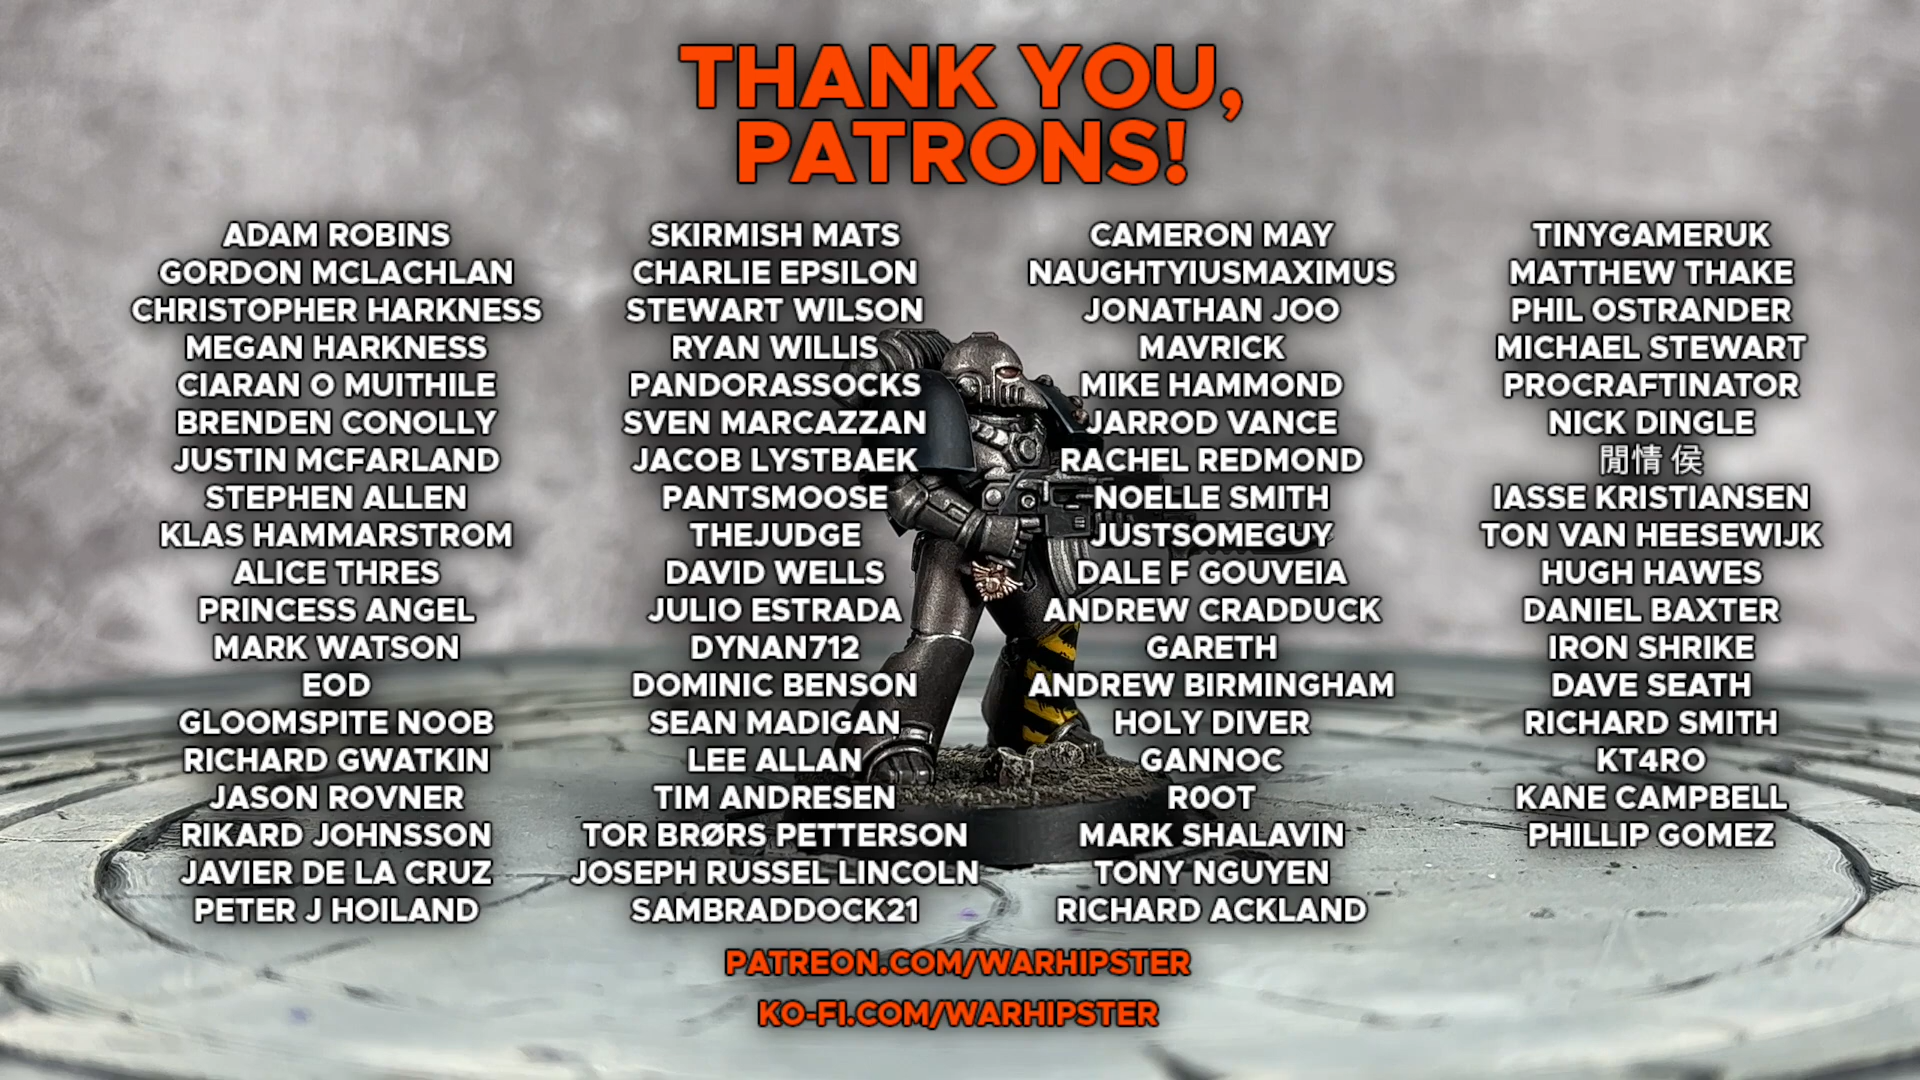 THANK YOU,
PATRONS!
ADAM ROBINS
GORDON MCLACHLAN
CHRISTOPHER HARKNESS
MEGAN HARKNESS
CIARAN O MUITHILE
BRENDEN CONOLLY
JUSTIN MCFARLAND
STEPHEN ALLEN
KLAS HAMMARSTROM
ALICE THRES
PRINCESS ANGEL
MARK WATSON
EOD
GLOOMSPITE NOOB
RICHARD GWATKIN
JASON ROVNER
RIKARD JOHNSSON
JAVIER DE LA CRUZ
PETER J HOILAND
SKIRMISH MATS
CHARLIE EPSILON
STEWART WILSON
RYAN WILLIS
PANDORASSOCKS
SVEN MARCAZZAN
JACOB LYSTBAEK
PANTSMOOSE
THEJUDGE
DAVID WELLS
JULIO ESTRADA
DYNAN712
DOMINIC BENSON
SEAN MADIGAN
LEE ALLAN
TIM ANDRESEN
TOR BRØRS PETTERSON
JOSEPH RUSSEL LINCOLN
SAMBRADDOCK21
CAMERON MAY
NAUGHTYIUSMAXIMUS
JONATHAN JOO
MAVRICK
MIKE HAMMOND
JARROD VANCE
RACHEL REDMOND
NOELLE SMITH
JUSTSOMEGUY
DALE F GOUVEIA
ANDREW CRADDUCK
GARETH
ANDREW BIRMINGHAM
HOLY DIVER
GANNOC
R0OT
MARK SHALAVIN
TONY NGUYEN
RICHARD ACKLAND
TINYGAMERUK
MATTHEW THAKE
PHIL OSTRANDER
MICHAEL STEWART
PROCRAFTINATOR
NICK DINGLE
閒情 侯
IASSE KRISTIANSEN
TON VAN HEESEWIJK
HUGH HAWES
DANIEL BAXTER
IRON SHRIKE
DAVE SEATH
RICHARD SMITH
KT4RO
KANE CAMPBELL
PHILLIP GOMEZ
PATREON.COM/WARHIPSTER
KO-FI.COM/WARHIPSTER